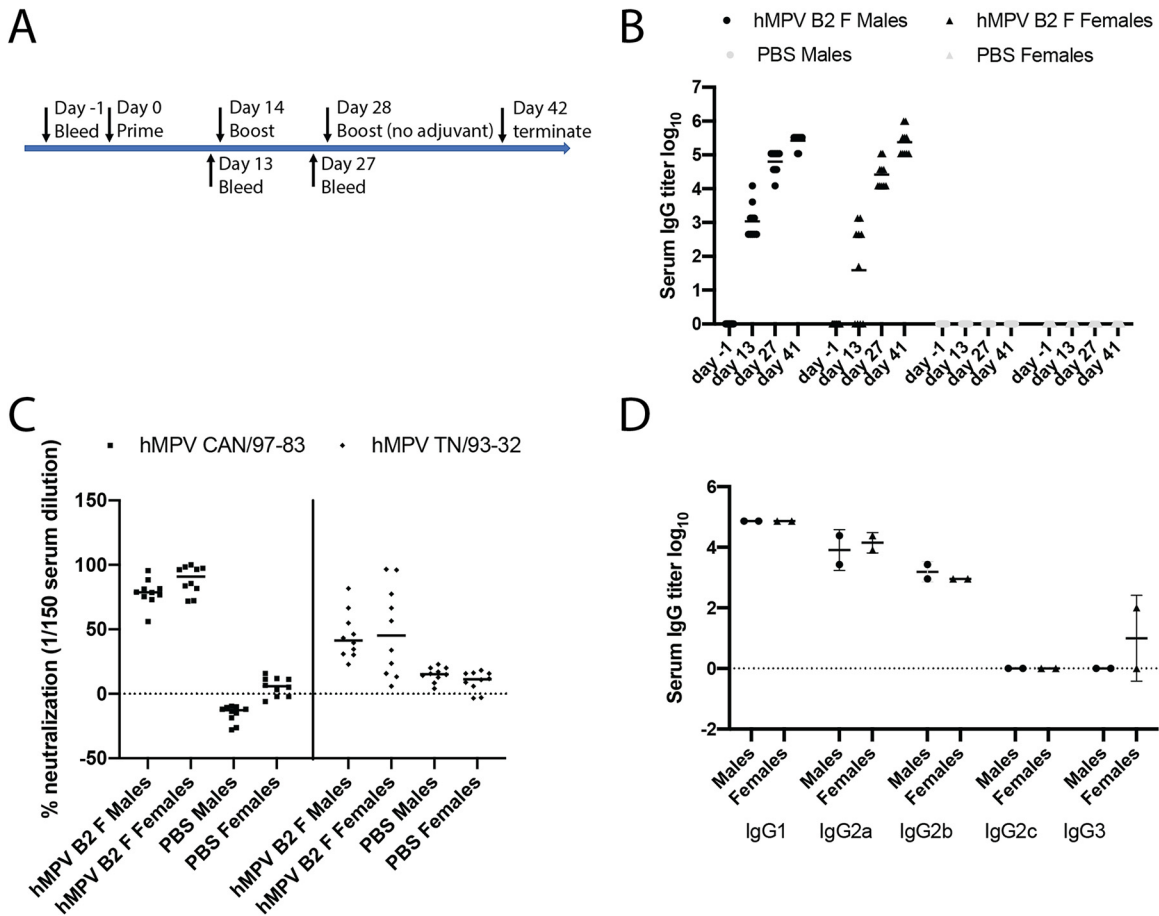 A
Day -1
Bleed
Day 0
Prime
Day 14
Boost
Day 28
Boost (no adjuvant)
Day 42
terminate
Day 13
Bleed
Day 27
Bleed
B
hMPV B2 F Males
hMPV B2 F Females
PBS Males
PBS Females
Serum IgG titer log10
7
6
5
4
3
2
1
0
day -1
day 13
day 27
day 41
day -1
day 13
day 27
day 41
day -1
day 13
day 27
day 41
day -1
day 13
day 27
day 41
C
hMPV CAN/97-83
hMPV TN/93-32
% neutralization (1/150 serum dilution)
150
100
50
0
-50
hMPV B2 F Males
hMPV B2 F Females
PBS Males
PBS Females
hMPV B2 F Males
hMPV B2 F Females
PBS Males
PBS Females
D
Serum IgG titer log10
6
4
2
0
-2
Males
Females
Males
Females
Males
Females
Males
Females
Males
Females
IgG1
IgG2a
IgG2b
IgG2c
IgG3